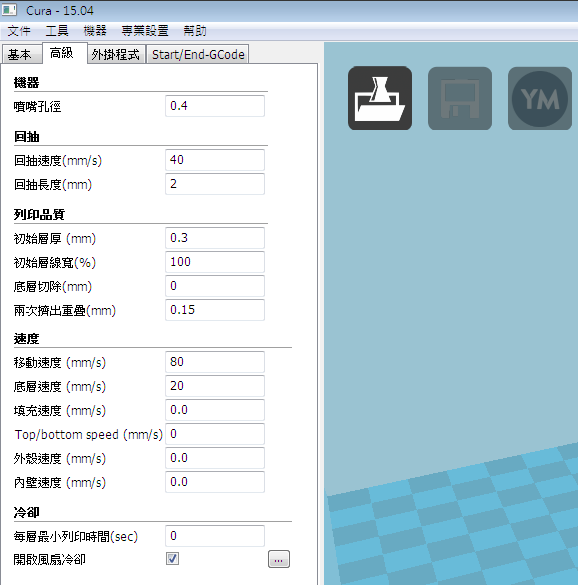 Cura - 15.04
文件 工具 機器 專業設置 幫助
基本 高級 外掛程式 Start/End-GCode
機器
噴嘴孔徑 0.4
回抽
回抽速度(mm/s) 40
回抽長度(mm) 2
列印品質
初始層厚 (mm) 0.3
初始層線寬(%) 100
底層切除(mm) 0
兩次擠出重疊(mm) 0.15
速度
移動速度 (mm/s) 80
底層速度 (mm/s) 20
填充速度 (mm/s) 0.0
Top/bottom speed (mm/s) 0
外殼速度 (mm/s) 0.0
內壁速度 (mm/s) 0.0
冷卻
每層最小列印時間(sec) 0
開啟風扇冷卻 ...
YM